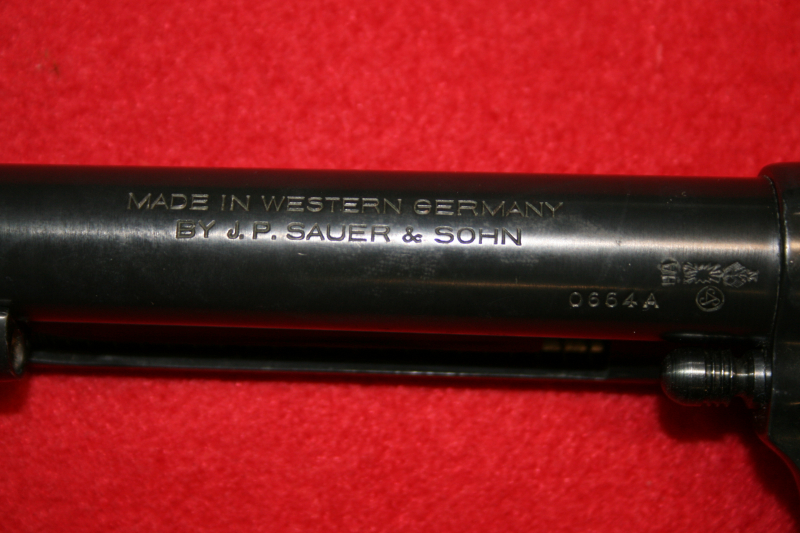 MADE IN WESTERN GERMANY
BY J.P. SAUER & SOHN
0664A